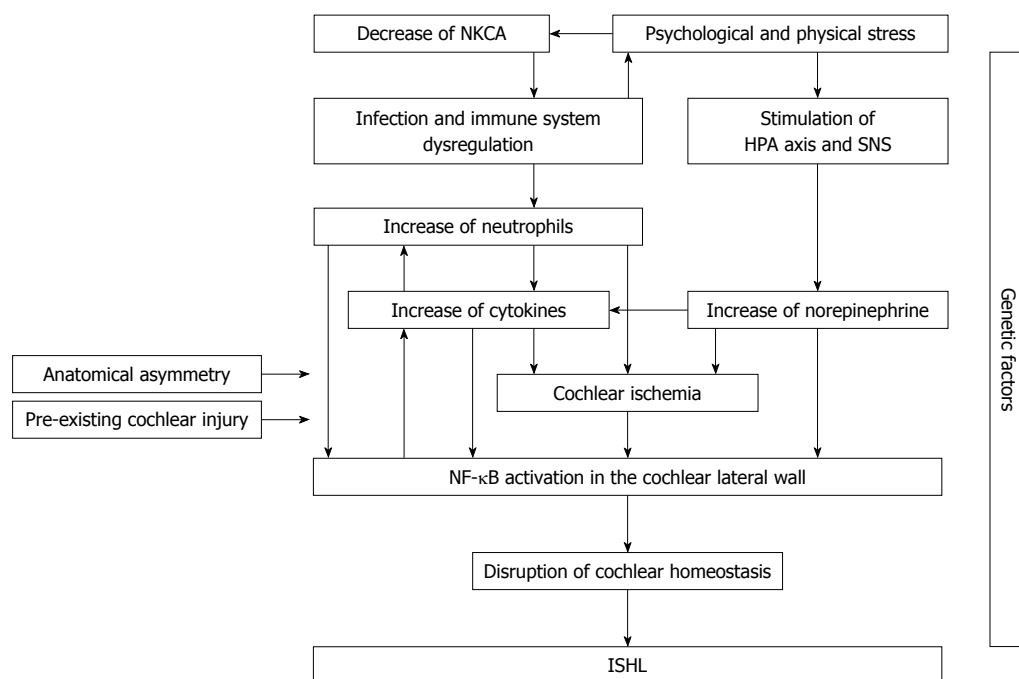 Decrease of NKCA
Psychological and physical stress
Infection and immune system
dysregulation
Stimulation of
HPA axis and SNS
Increase of neutrophils
Increase of cytokines
Increase of norepinephrine
Anatomical asymmetry
Cochlear ischemia
Pre-existing cochlear injury
NF-κB activation in the cochlear lateral wall
Disruption of cochlear homeostasis
ISHL
Genetic factors